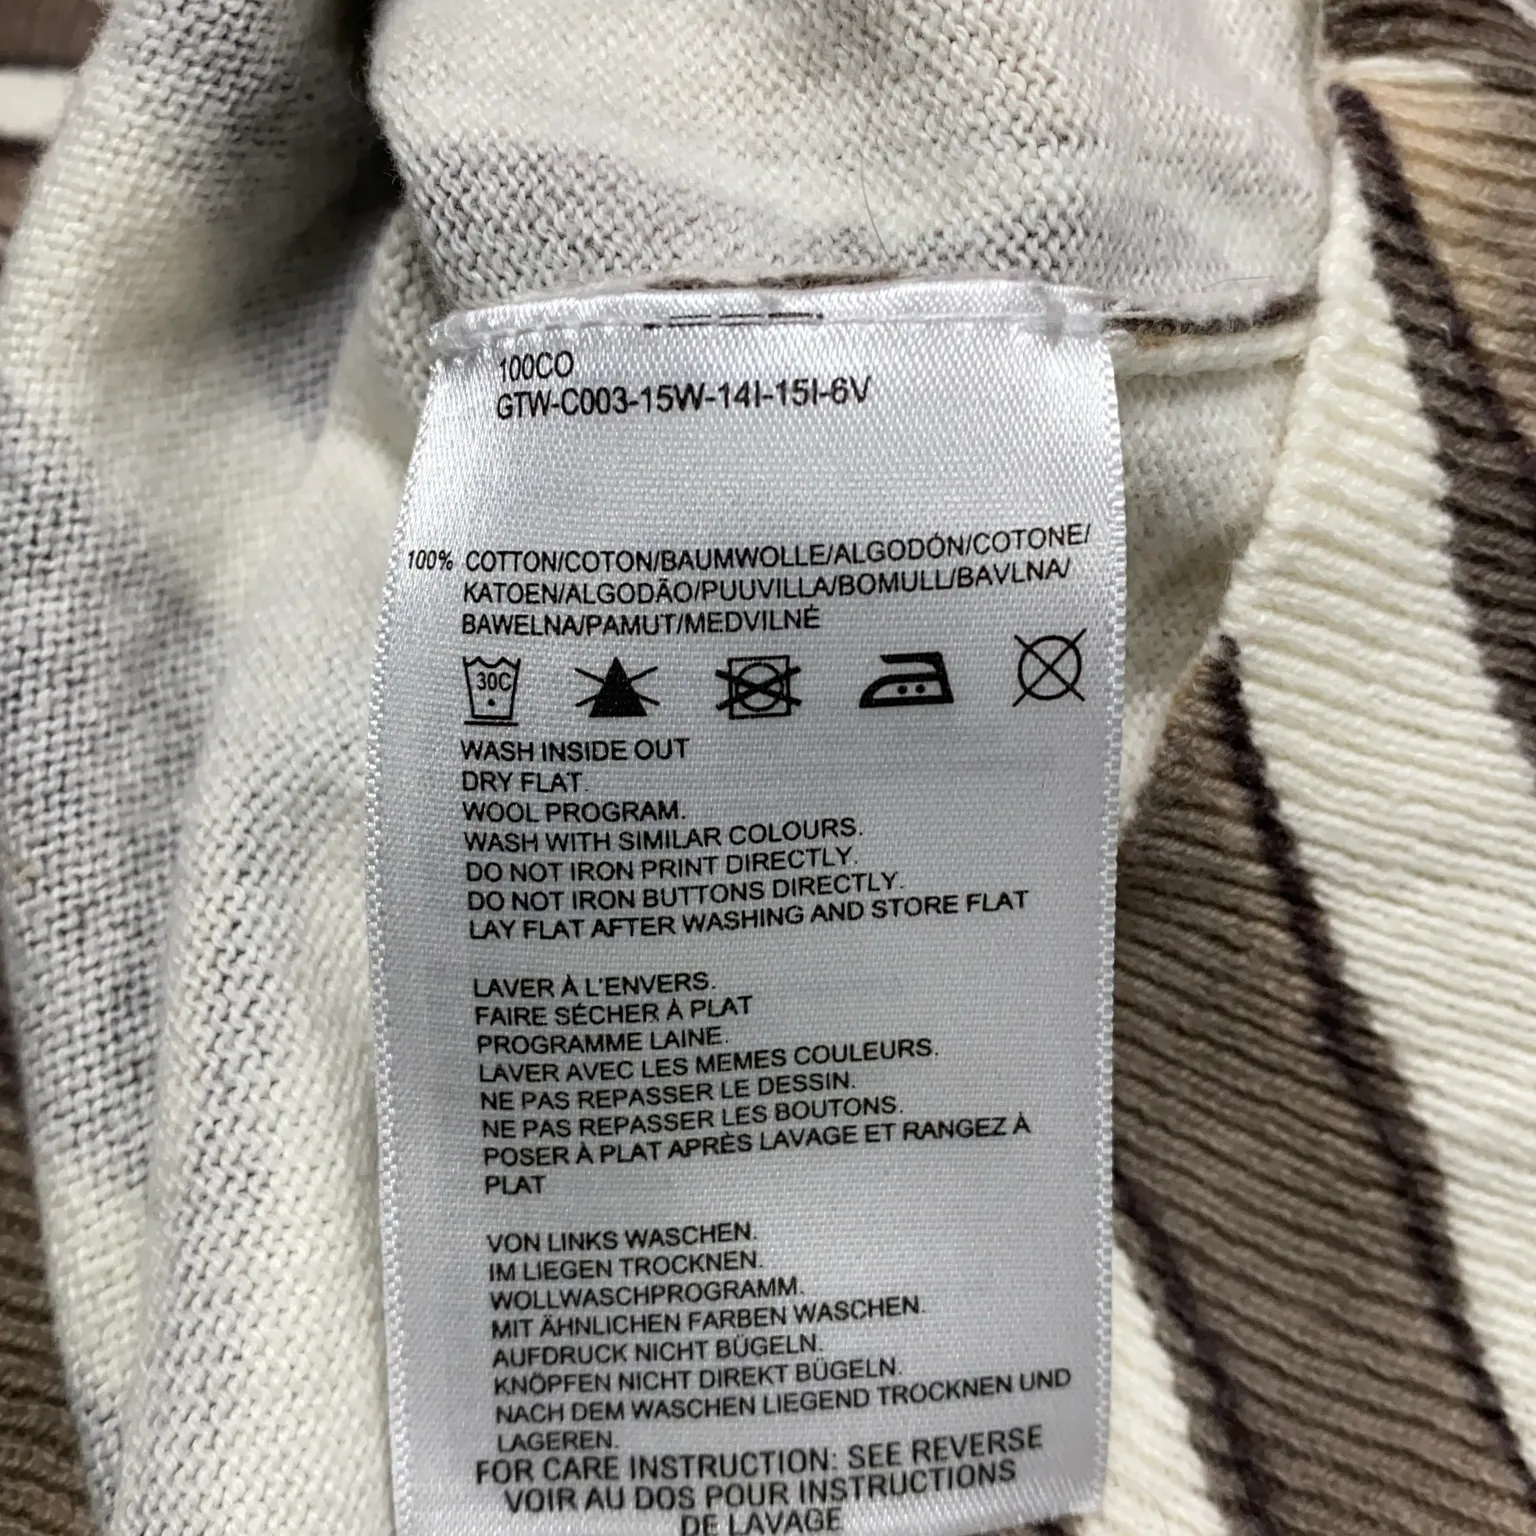 100CO
GTW-C003-15W-14I-15I-6V
100% COTTON/COTON/BAUMWOLLE/ALGODÓN/COTONE/
KATOEN/ALGODÃO/PUUVILLA/BOMULL/BAVLNA/
BAWELNA/PAMUT/MEDVILNÉ
30C
WASH INSIDE OUT
DRY FLAT.
WOOL PROGRAM.
WASH WITH SIMILAR COLOURS.
DO NOT IRON PRINT DIRECTLY.
DO NOT IRON BUTTONS DIRECTLY.
LAY FLAT AFTER WASHING AND STORE FLAT
LAVER À L'ENVERS.
FAIRE SÉCHER À PLAT
PROGRAMME LAINE.
LAVER AVEC LES MEMES COULEURS.
NE PAS REPASSER LE DESSIN.
NE PAS REPASSER LES BOUTONS.
POSER À PLAT APRÈS LAVAGE ET RANGEZ À
PLAT
VON LINKS WASCHEN.
IM LIEGEN TROCKNEN.
WOLLWASCHPROGRAMM.
MIT ÄHNLICHEN FARBEN WASCHEN.
AUFDRUCK NICHT BÜGELN.
KNÖPFEN NICHT DIREKT BÜGELN.
NACH DEM WASCHEN LIEGEND TROCKNEN UND
LAGEREN.
FOR CARE INSTRUCTION: SEE REVERSE
VOIR AU DOS POUR INSTRUCTIONS
DE LAVAGE